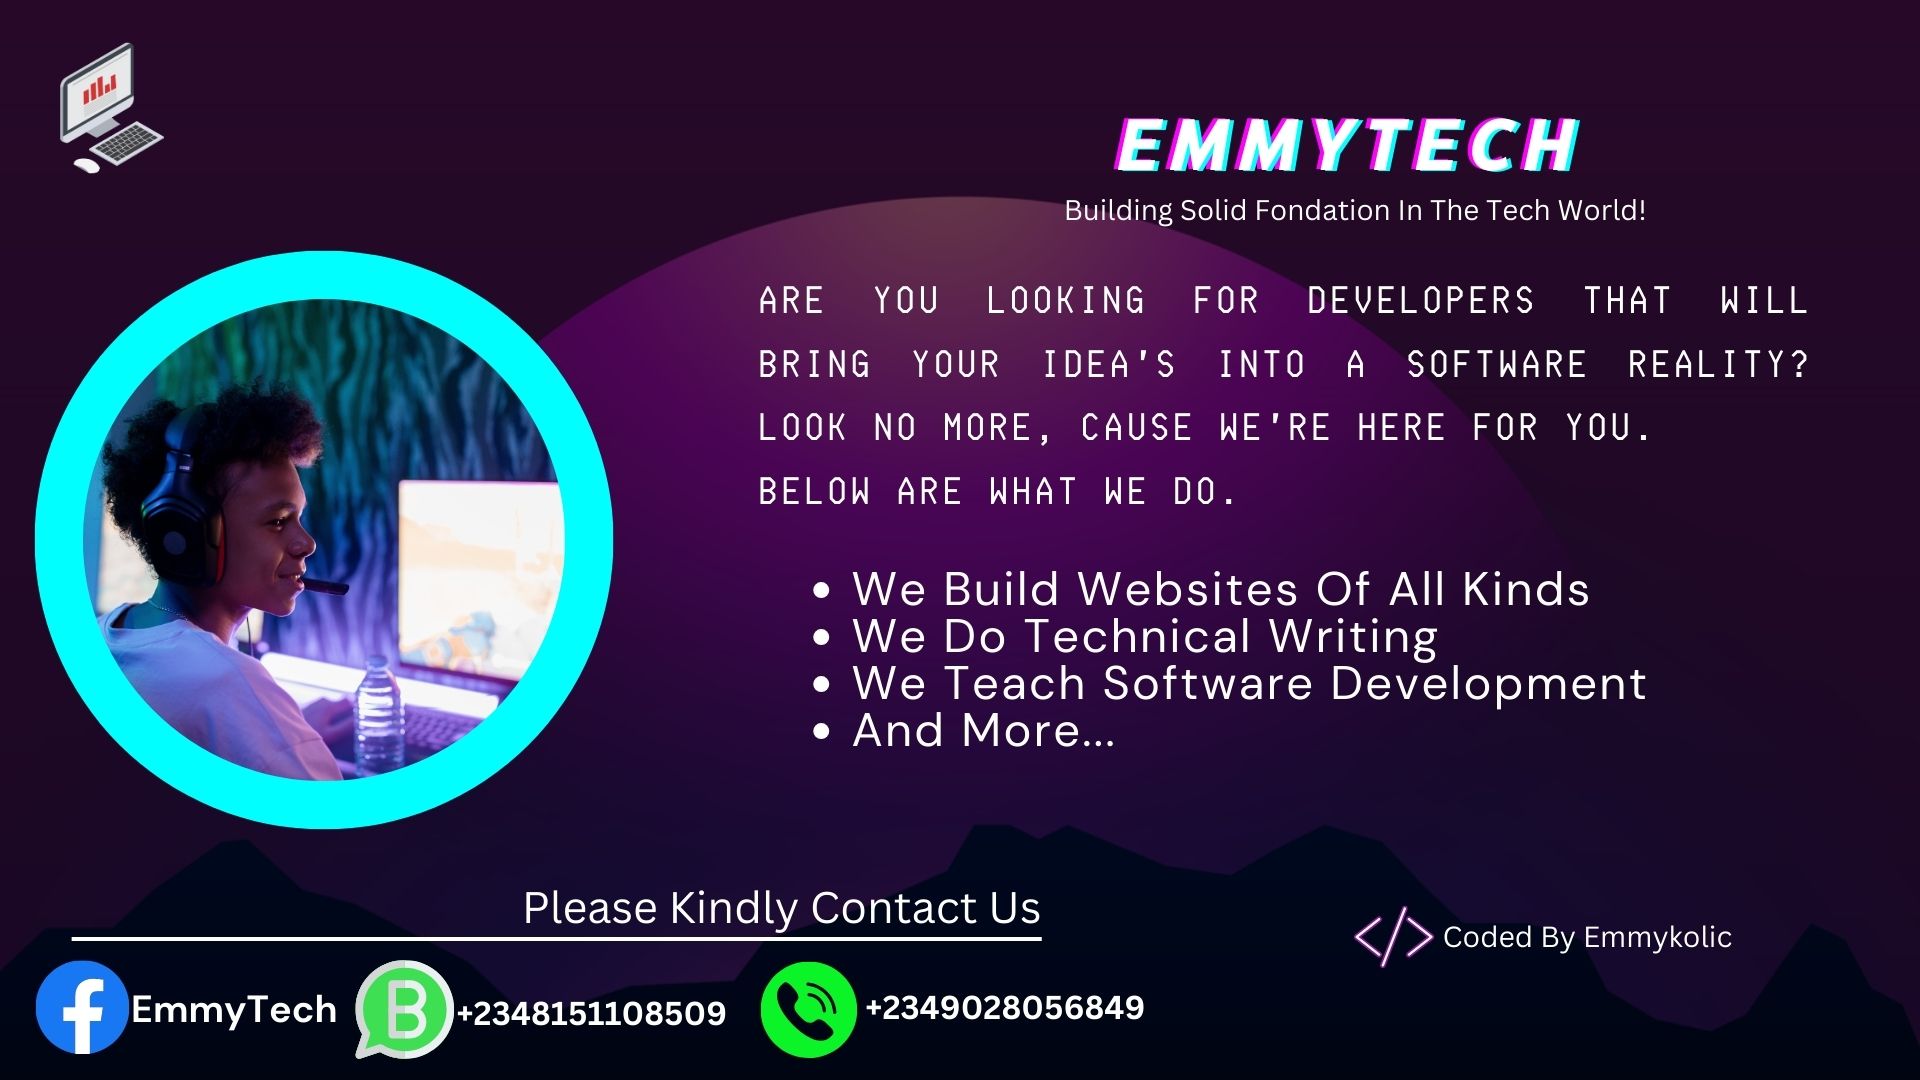 EMMYTECH
Building Solid Fondation In The Tech World!
ARE YOU LOOKING FOR DEVELOPERS THAT WILL
BRING YOUR IDEA'S INTO A SOFTWARE REALITY?
LOOK NO MORE, CAUSE WE'RE HERE FOR YOU.
BELOW ARE WHAT WE DO.
• We Build Websites Of All Kinds
• We Do Technical Writing
• We Teach Software Development
• And More...
Please Kindly Contact Us
</> Coded By Emmykolic
f EmmyTech
B +2348151108509
+2349028056849